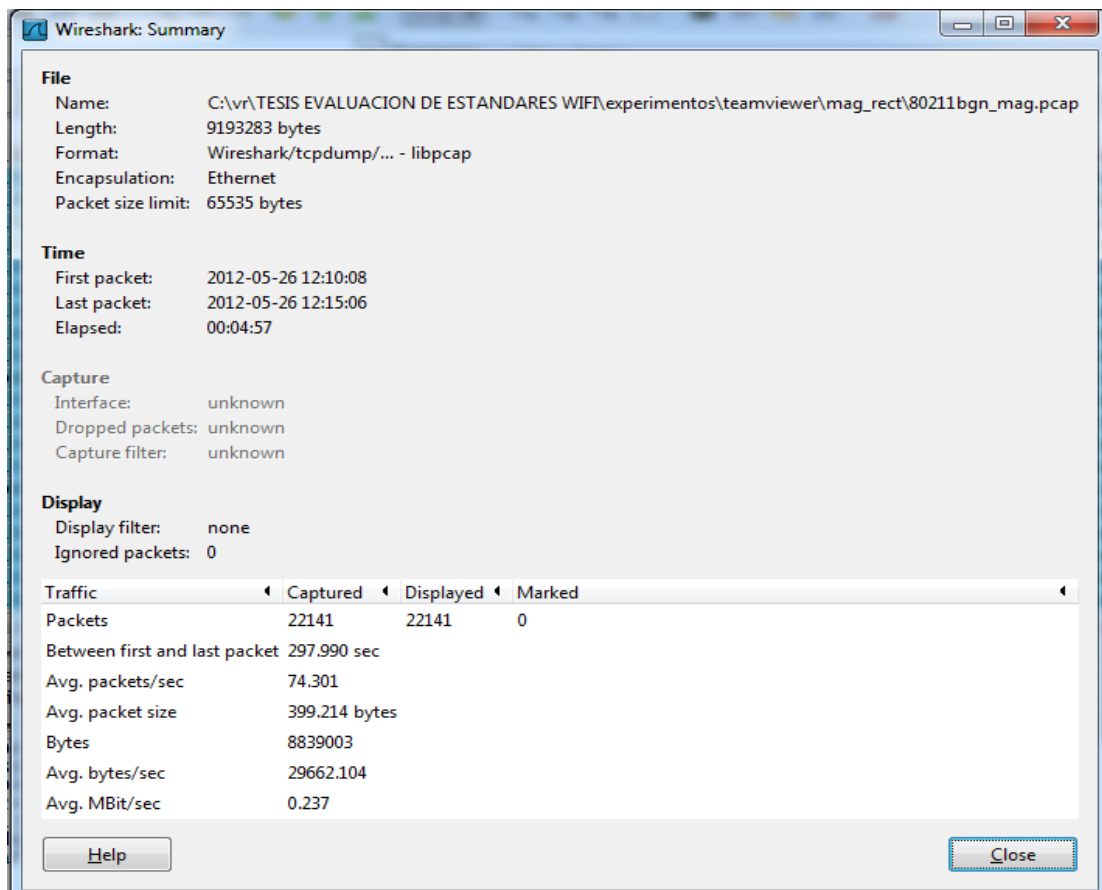 Wireshark: Summary
File
Name: C:\vr\TESIS EVALUACION DE ESTANDARES WIFI\experimentos\teamviewer\mag_rect\80211bgn_mag.pcap
Length: 9193283 bytes
Format: Wireshark/tcpdump/... - libpcap
Encapsulation: Ethernet
Packet size limit: 65535 bytes
Time
First packet: 2012-05-26 12:10:08
Last packet: 2012-05-26 12:15:06
Elapsed: 00:04:57
Capture
Interface: unknown
Dropped packets: unknown
Capture filter: unknown
Display
Display filter: none
Ignored packets: 0
Traffic Captured Displayed Marked
Packets 22141 22141 0
Between first and last packet 297.990 sec
Avg. packets/sec 74.301
Avg. packet size 399.214 bytes
Bytes 8839003
Avg. bytes/sec 29662.104
Avg. MBit/sec 0.237
Help Close